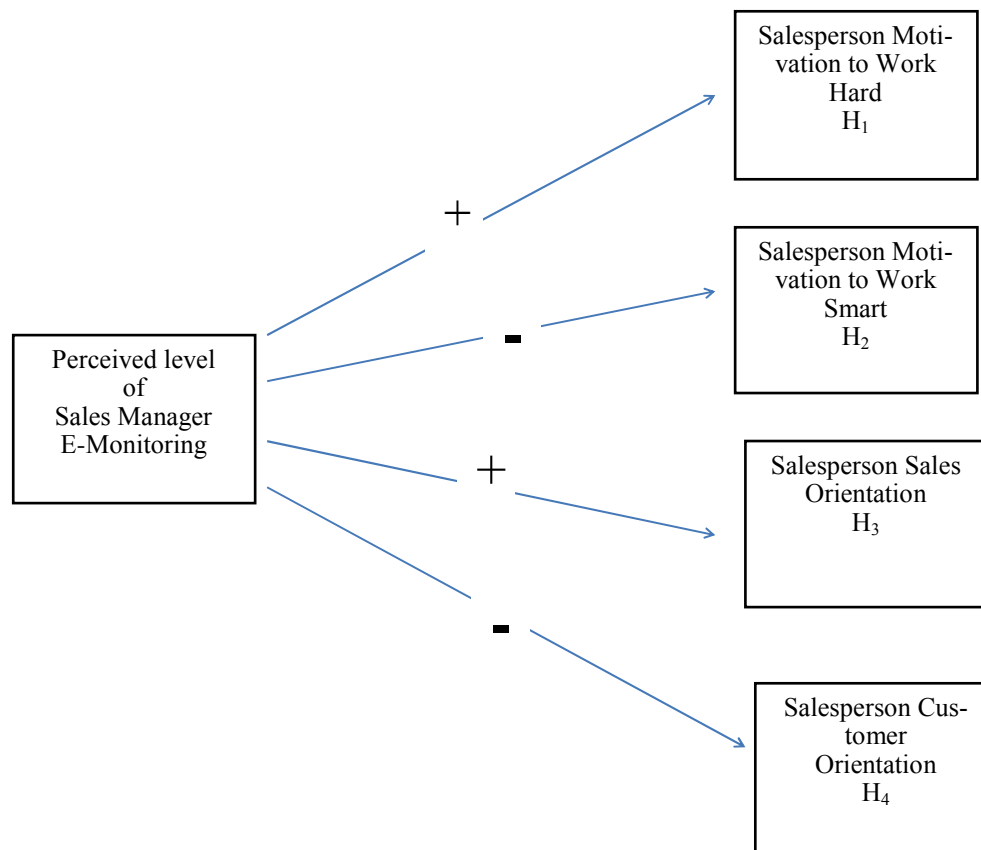 Salesperson Moti-
vation to Work
Hard
H₁
+
Salesperson Moti-
vation to Work
Smart
H₂
-
Perceived level
of
Sales Manager
E-Monitoring
+
Salesperson Sales
Orientation
H₃
-
Salesperson Cus-
tomer
Orientation
H₄